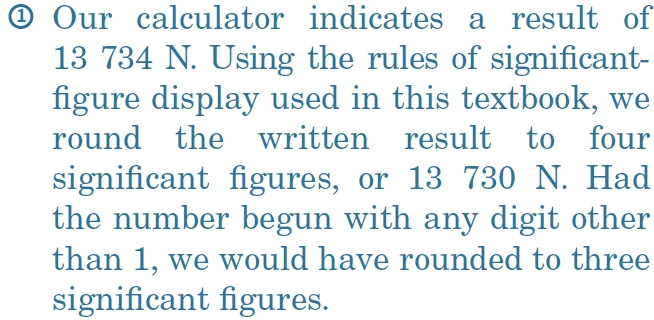 ① Our calculator indicates a result of
13 734 N. Using the rules of significant-
figure display used in this textbook, we
round the written result to four
significant figures, or 13 730 N. Had
the number begun with any digit other
than 1, we would have rounded to three
significant figures.